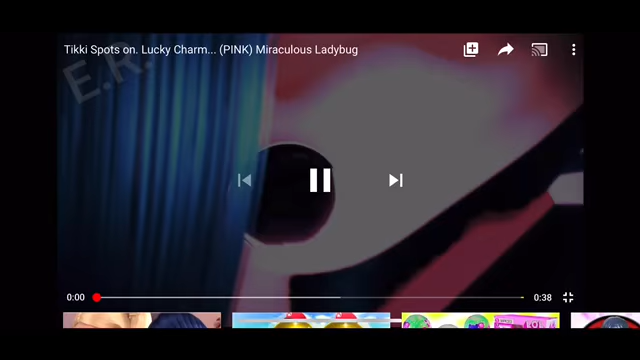 Tikki Spots on. Lucky Charm... (PINK) Miraculous Ladybug
E.R.
0:00
0:38